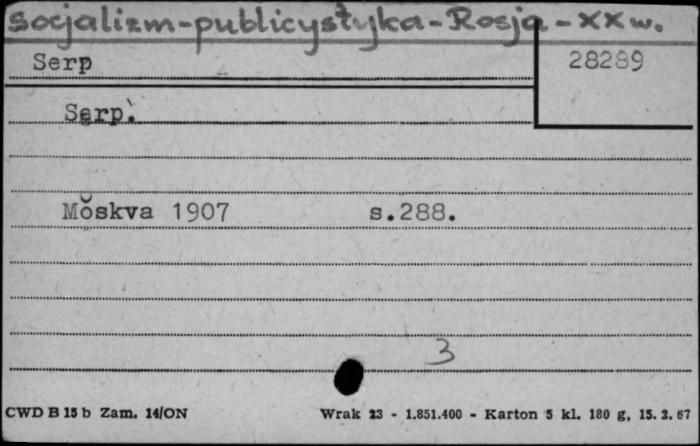 socjalizm-publicystyka-Rosja-XXw.
Serp 28289
Serp.
Moskva 1907 s.288.
3
CWD B 15 b Zam. 14/ON Wrak 23 - 1.851.400 - Karton 5 kl. 180 g, 15. 2. 67